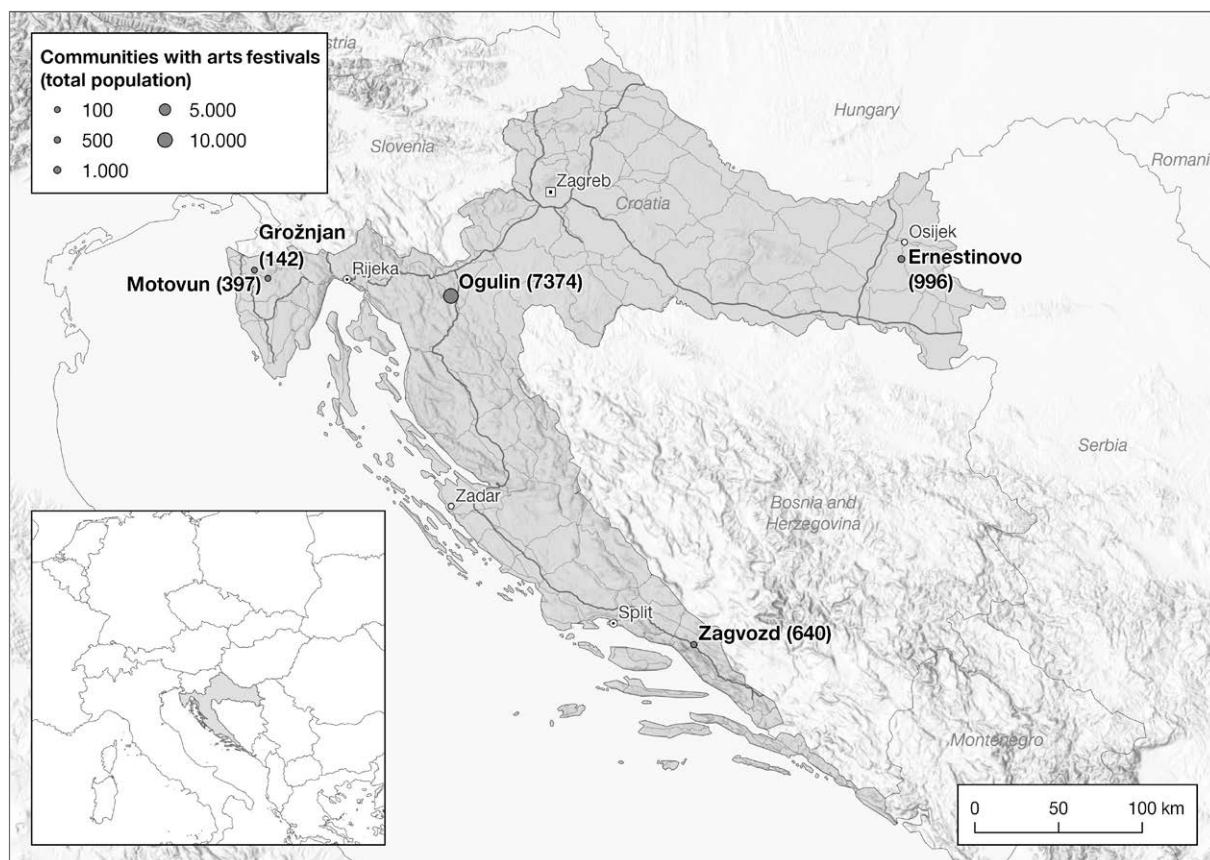 Communities with arts festivals
(total population)
100
500
1.000
5.000
10.000
stria
Hungary
Slovenia
Romani
Zagreb
Croatia
Grožnjan
(142)
Osijek
Motovun (397)
Rijeka
Ogulin (7374)
Ernestinovo
(996)
Serbia
Zadar
Bosnia and
Herzegovina
Split
Zagvozd (640)
Montenegro
0 50 100 km